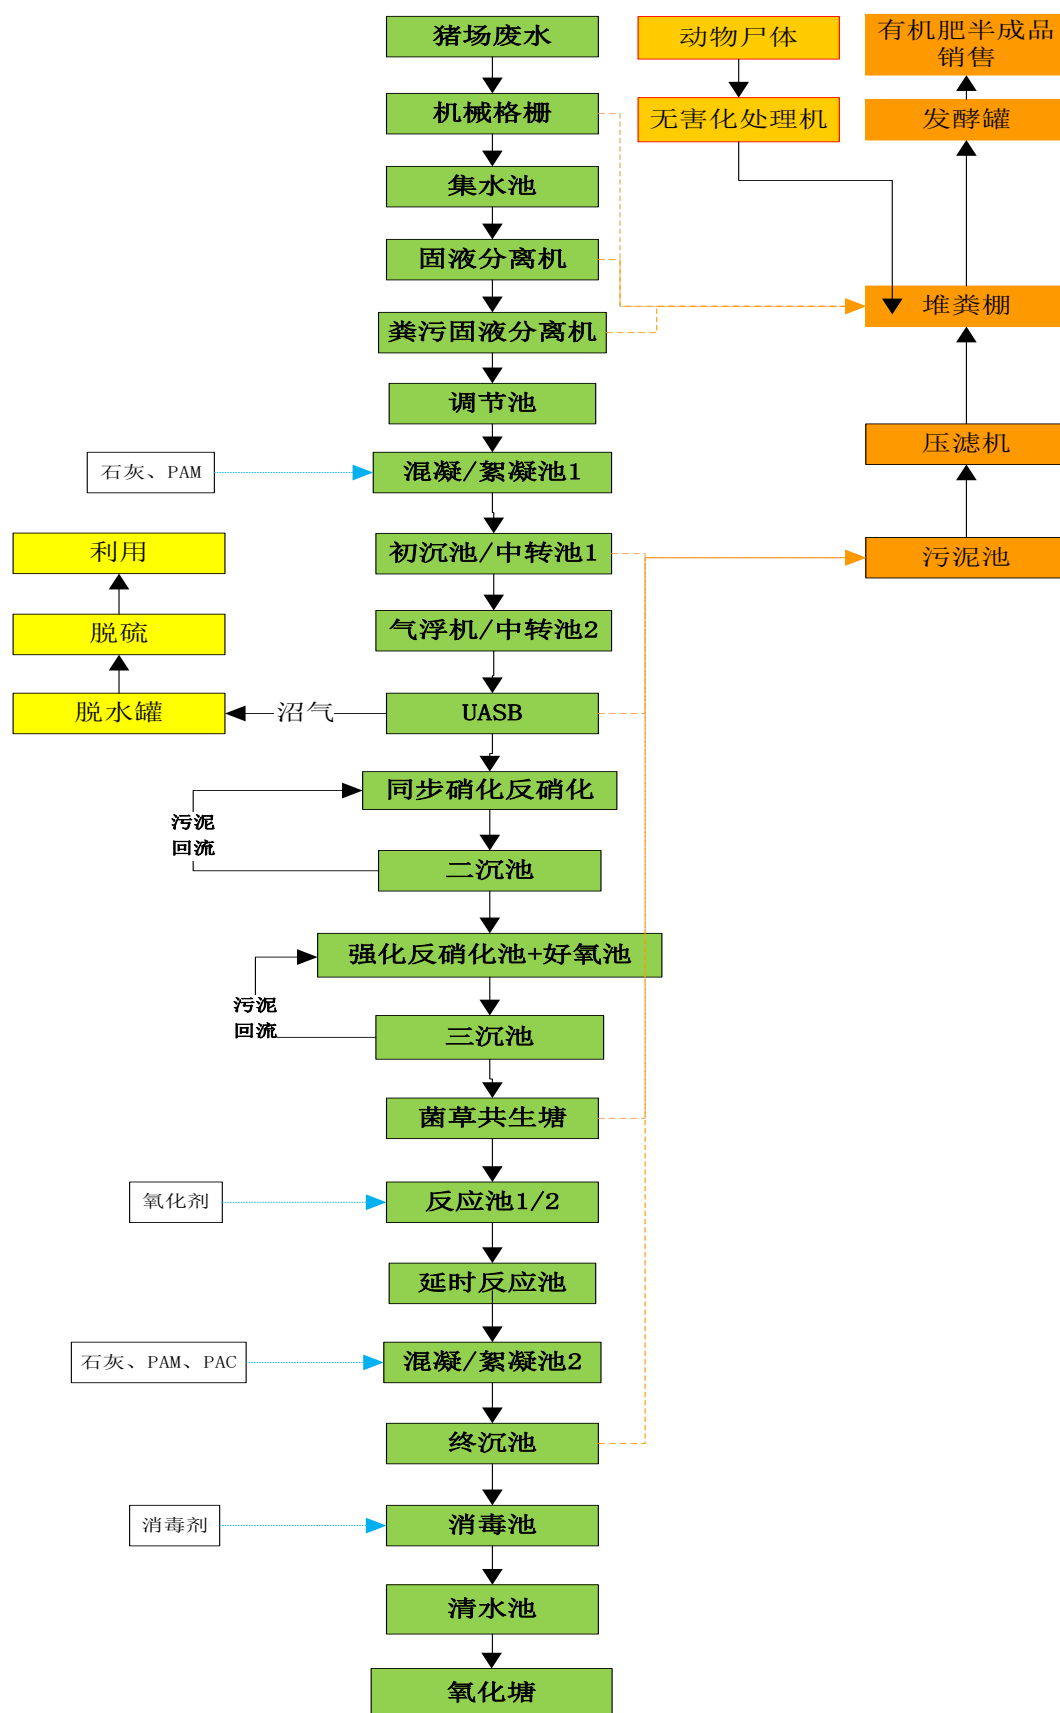 猪场废水
动物尸体
有机肥半成品
销售
机械格栅
无害化处理机
发酵罐
集水池
固液分离机
堆粪棚
粪污固液分离机
调节池
压滤机
石灰、PAM
混凝/絮凝池1
利用
初沉池/中转池1
污泥池
脱硫
气浮机/中转池2
脱水罐
沼气
UASB
同步硝化反硝化
污泥
回流
二沉池
强化反硝化池+好氧池
污泥
回流
三沉池
菌草共生塘
氧化剂
反应池1/2
延时反应池
石灰、PAM、PAC
混凝/絮凝池2
终沉池
消毒剂
消毒池
清水池
氧化塘